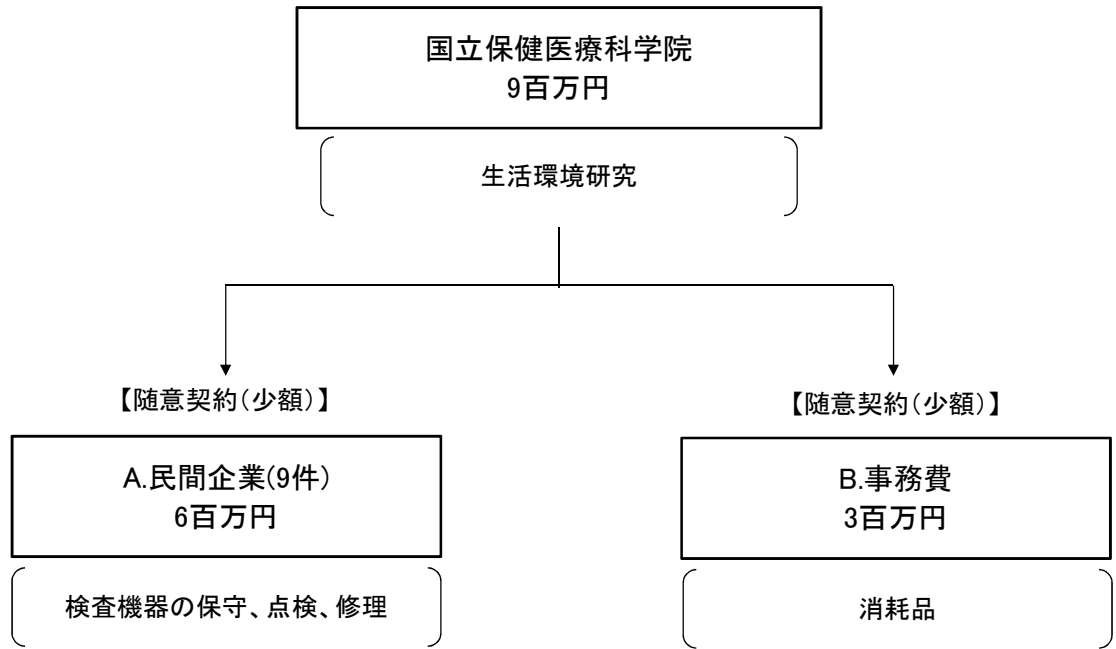 国立保健医療科学院
9百万円
生活環境研究
【随意契約(少額)】
【随意契約(少額)】
A.民間企業(9件)
6百万円
B.事務費
3百万円
検査機器の保守、点検、修理
消耗品